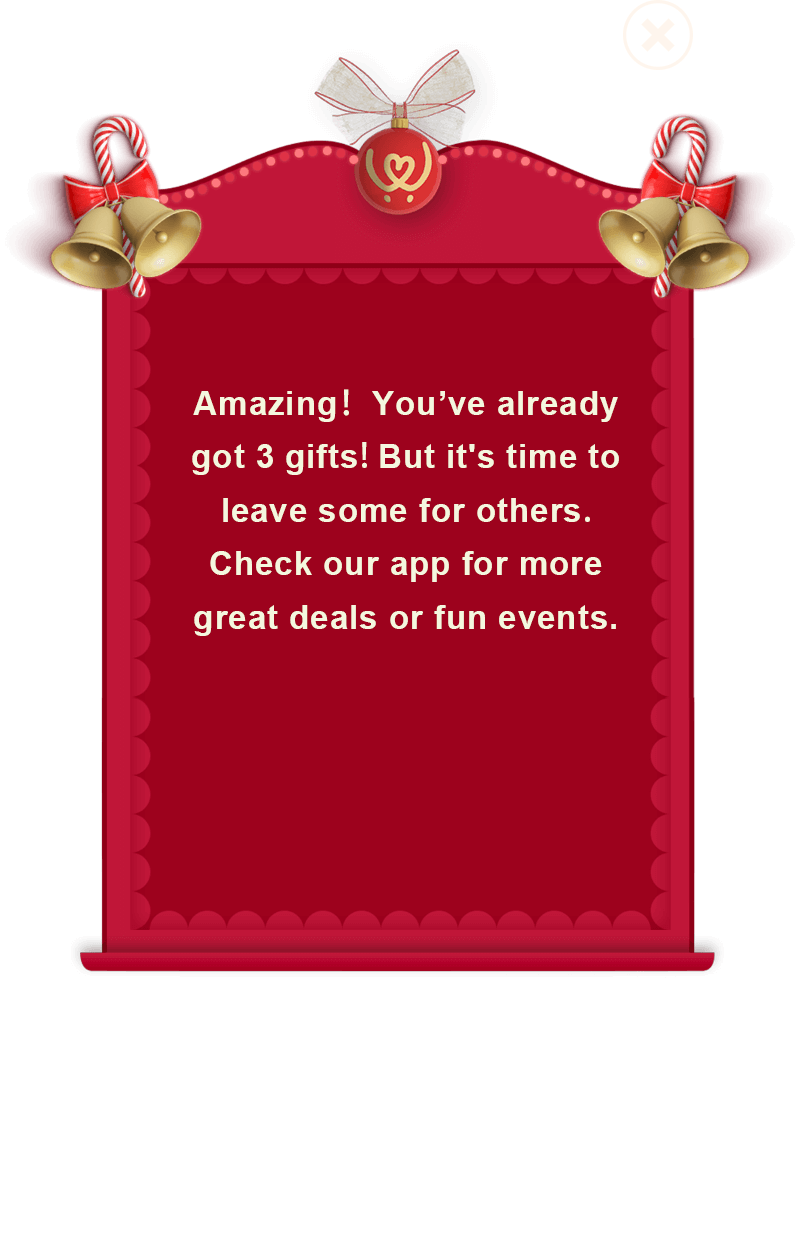 Amazing！ You’ve already
got 3 gifts! But it's time to
leave some for others.
Check our app for more
great deals or fun events.